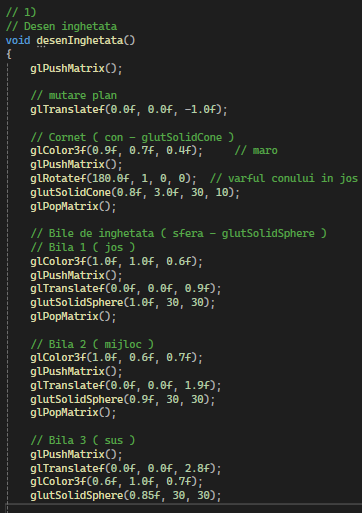 // 1)
// Desen inghetata
void desenInghetata()
{
glPushMatrix();
// mutare plan
glTranslatef(0.0f, 0.0f, -1.0f);
// Cornet ( con - glutSolidCone )
glColor3f(0.9f, 0.7f, 0.4f); // maro
glPushMatrix();
glRotatef(180.0f, 1, 0, 0); // varful conului in jos
glutSolidCone(0.8f, 3.0f, 30, 10);
glPopMatrix();
// Bile de inghetata ( sfera - glutSolidSphere )
// Bila 1 ( jos )
glColor3f(1.0f, 1.0f, 0.6f);
glPushMatrix();
glTranslatef(0.0f, 0.0f, 0.9f);
glutSolidSphere(1.0f, 30, 30);
glPopMatrix();
// Bila 2 ( mijloc )
glColor3f(1.0f, 0.6f, 0.7f);
glPushMatrix();
glTranslatef(0.0f, 0.0f, 1.9f);
glutSolidSphere(0.9f, 30, 30);
glPopMatrix();
// Bila 3 ( sus )
glPushMatrix();
glTranslatef(0.0f, 0.0f, 2.8f);
glColor3f(0.6f, 1.0f, 0.7f);
glutSolidSphere(0.85f, 30, 30);